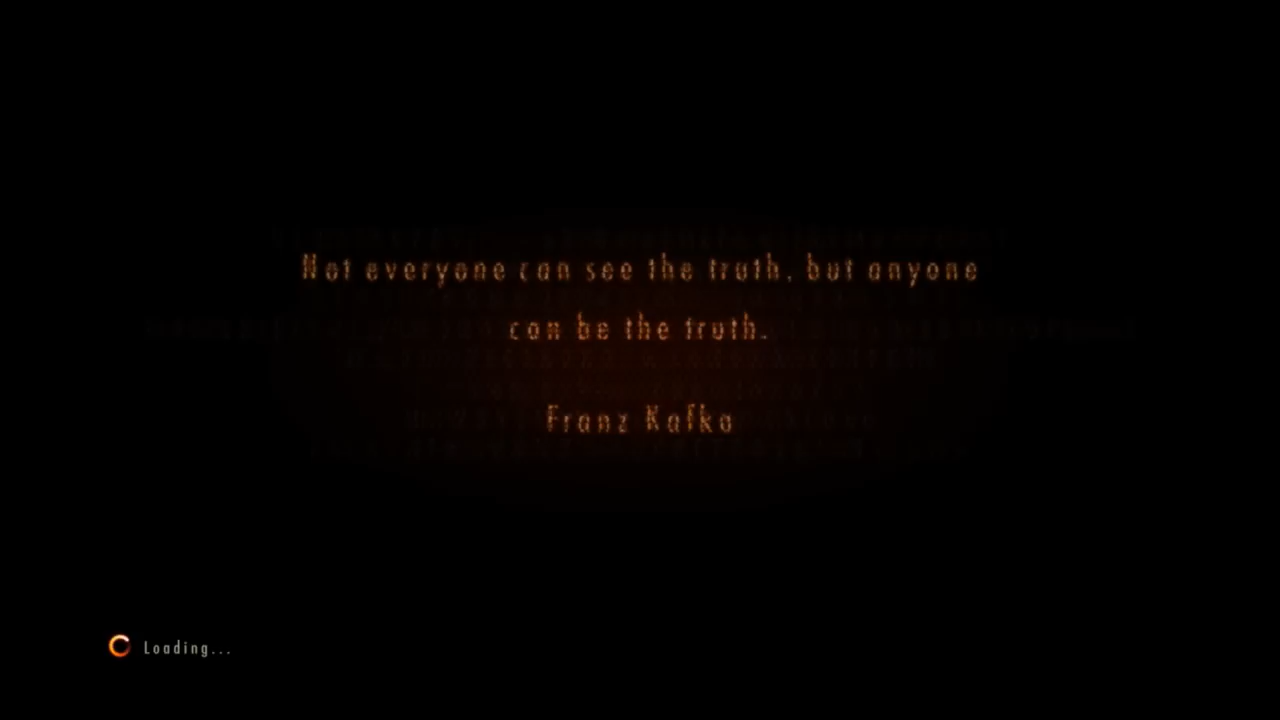 Not everyone can see the truth, but anyone
can be the truth.
Franz Kafka
Loading...